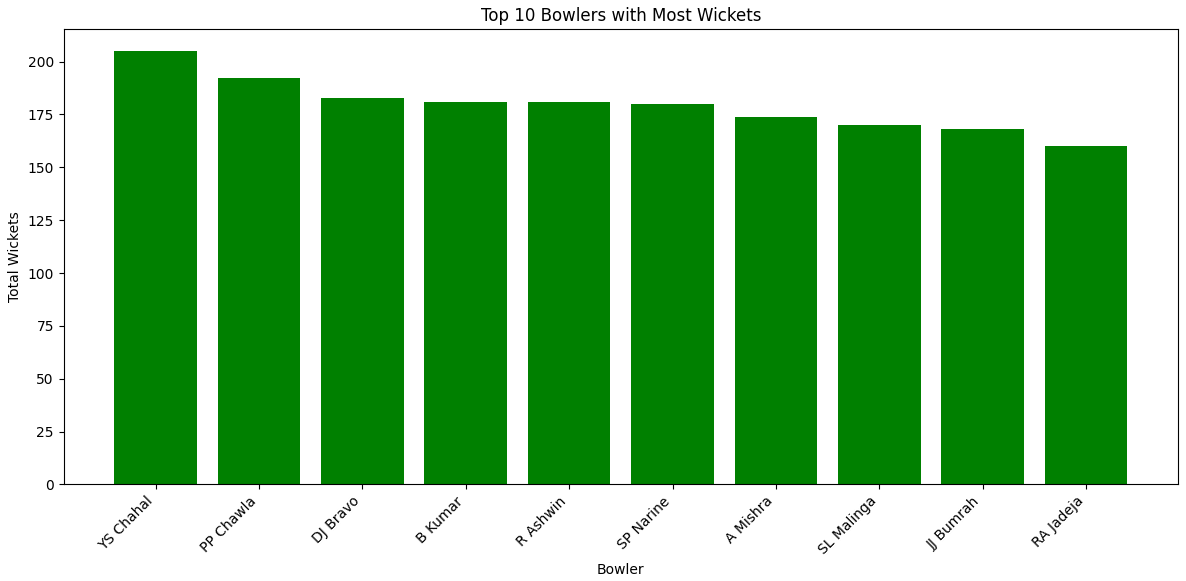 Top 10 Bowlers with Most Wickets
Total Wickets
200
175
150
125
100
75
50
25
0
YS Chahal
PP Chawla
DJ Bravo
B Kumar
R Ashwin
SP Narine
A Mishra
SL Malinga
JJ Bumrah
RA Jadeja
Bowler